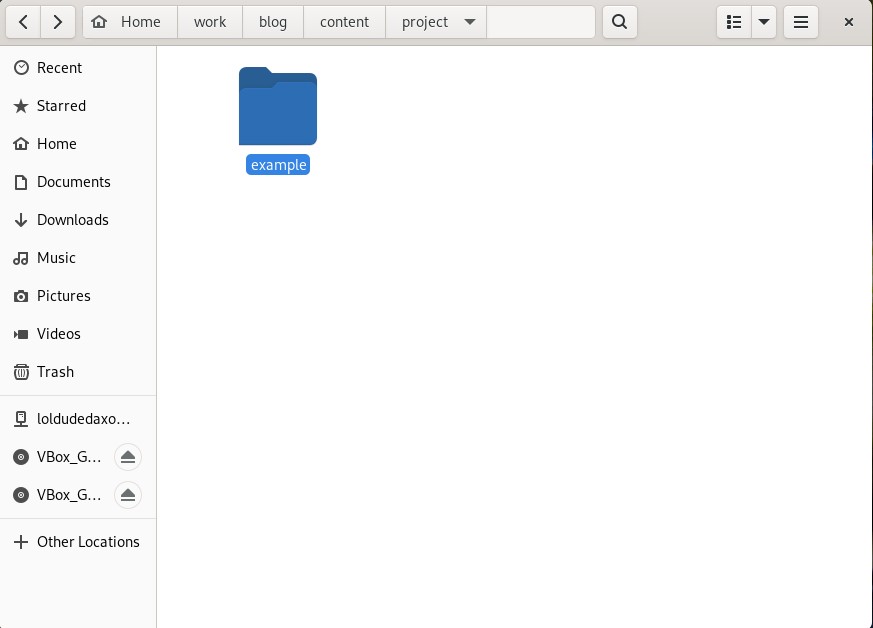 Home work blog content project
Recent
Starred
Home
Documents
Downloads
Music
Pictures
Videos
Trash
loldudedaxo...
VBox_G...
VBox_G...
Other Locations
example